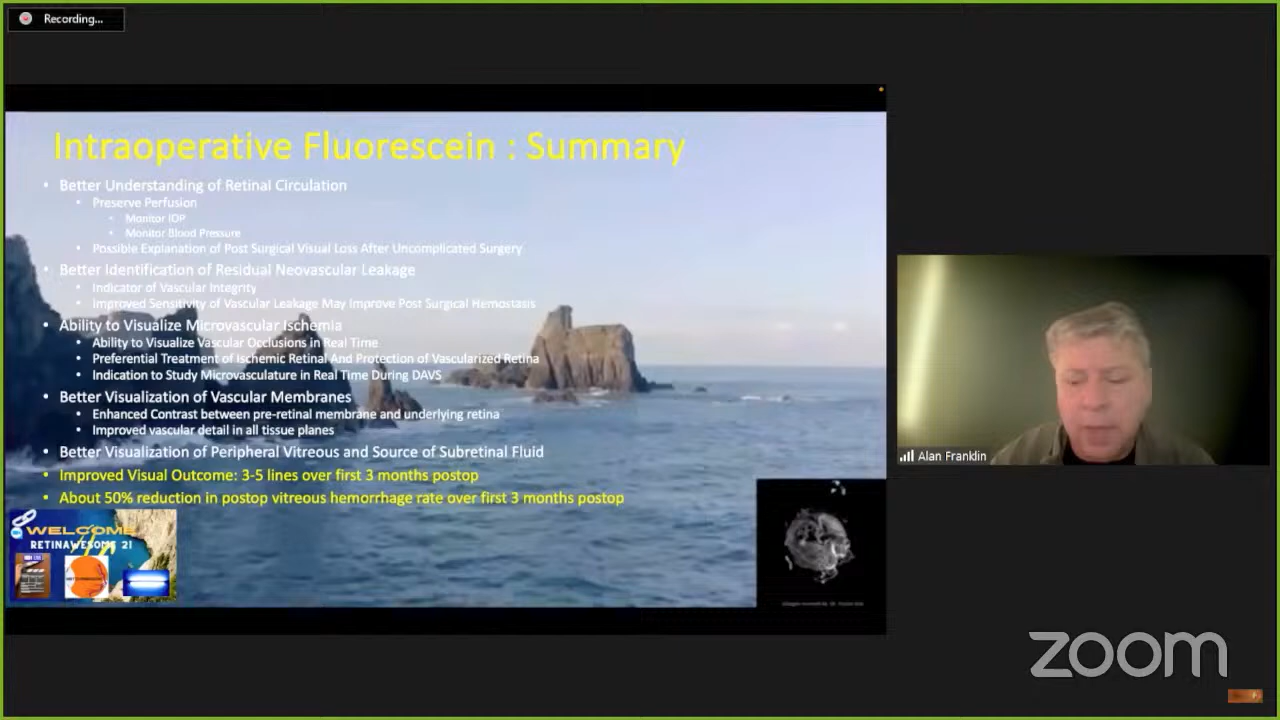 Recording...
Intraoperative Fluorescein : Summary
• Better Understanding of Retinal Circulation
• Preserve Perfusion
• Monitor IOP
• Monitor Blood Pressure
• Possible Explanation of Post Surgical Visual Loss After Uncomplicated Surgery
• Better Identification of Residual Neovascular Leakage
• Indicator of Vascular Integrity
• Improved Sensitivity of Vascular Leakage May Improve Post Surgical Hemostasis
• Ability to Visualize Microvascular Ischemia
• Ability to Visualize Vascular Occlusions in Real Time
• Preferential Treatment of Ischemic Retinal And Protection of Vascularized Retina
• Indication to Study Microvasculature in Real Time During DAVS
• Better Visualization of Vascular Membranes
• Enhanced Contrast between pre-retinal membrane and underlying retina
• Improved vascular detail in all tissue planes
• Better Visualization of Peripheral Vitreous and Source of Subretinal Fluid
• Improved Visual Outcome: 3-5 lines over first 3 months postop
• About 50% reduction in postop vitreous hemorrhage rate over first 3 months postop
WELCOME
RETINAWESOME 21
Alan Franklin
zoom